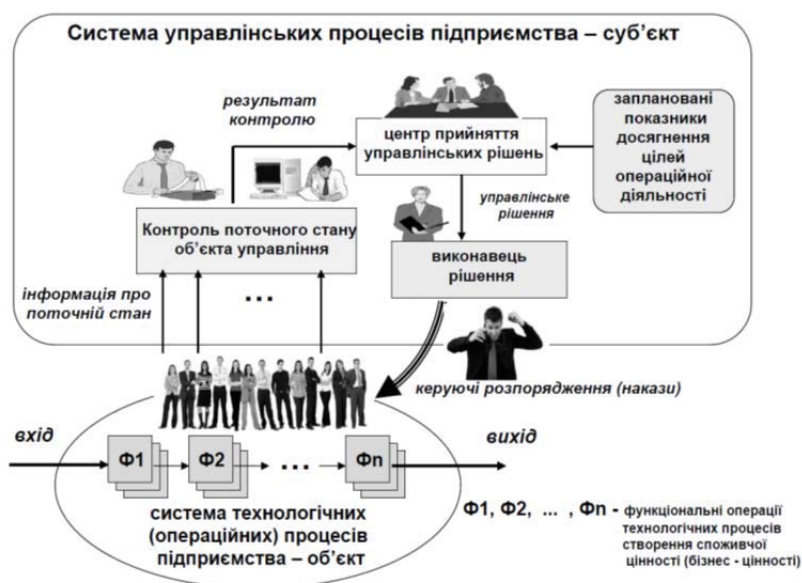 Система управлінських процесів підприємства – суб’єкт
результат
контролю
центр прийняття
управлінських рішень
заплановані
показники
досягнення
цілей
операційної
діяльності
управлінське
рішення
Контроль поточного стану
об’єкта управління
виконавець
рішення
інформація про
поточній стан
...
керуючі розпорядження (накази)
вхід
вихід
Ф1
Ф2
...
Фn
система технологічних
(операційних) процесів
підприємства – об’єкт
Ф1, Ф2, ... , Фn - функціональні операції
технологічних процесів
створення споживчої
цінності (бізнес - цінності)